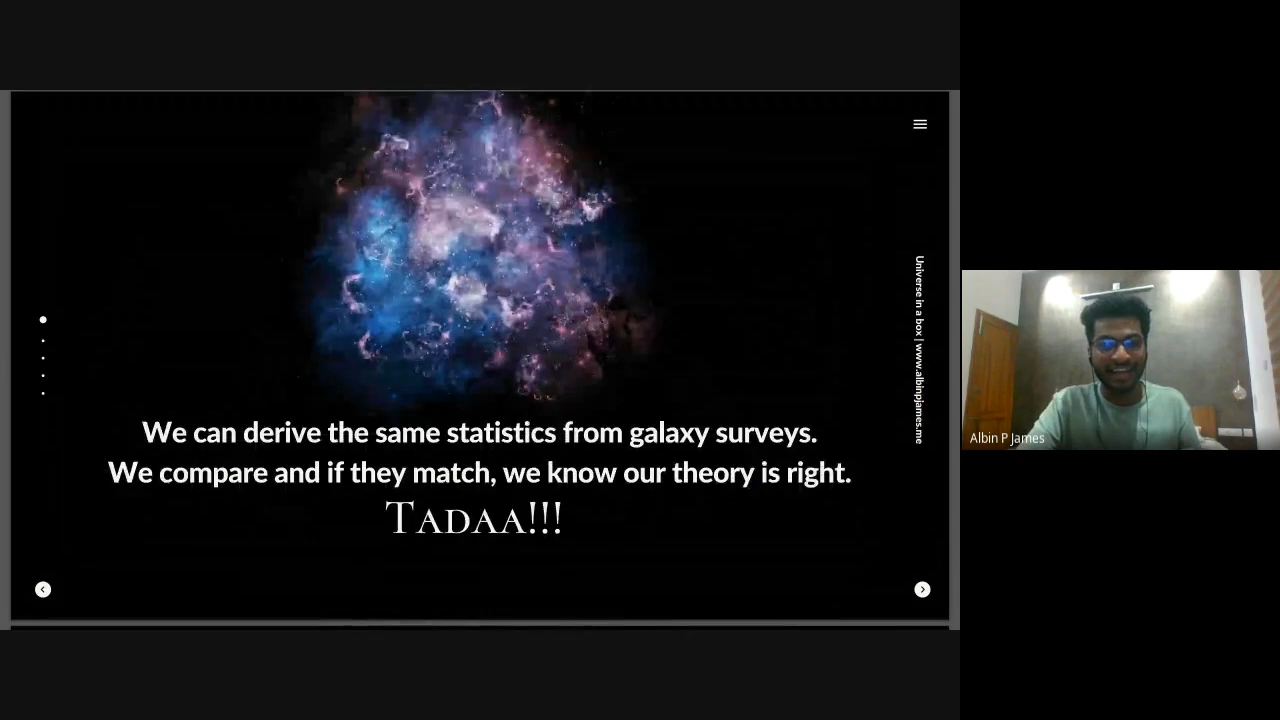 We can derive the same statistics from galaxy surveys.
We compare and if they match, we know our theory is right.
TADAA!!!
Universe in a box | www.albinpjames.me
Albin P James